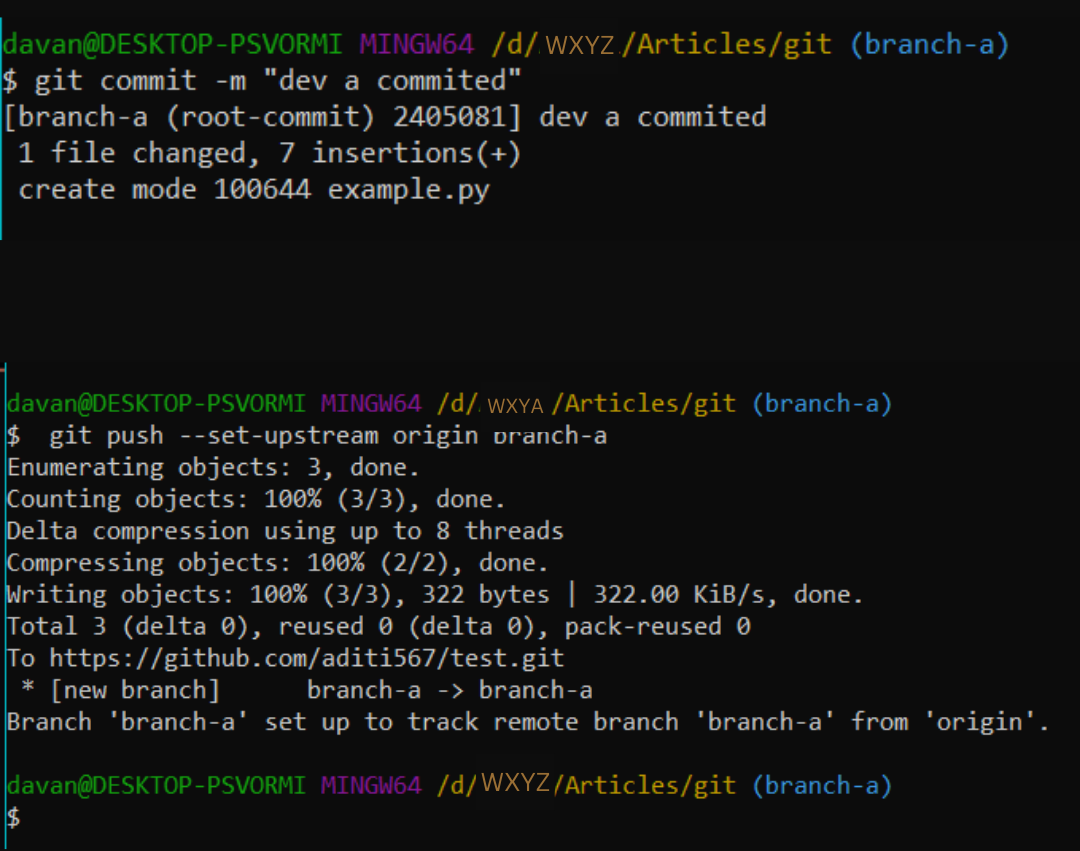 davan@DESKTOP-PSVORMI MINGW64 /d/ WXYZ /Articles/git (branch-a)
$ git commit -m "dev a commited"
[branch-a (root-commit) 2405081] dev a commited
 1 file changed, 7 insertions(+)
 create mode 100644 example.py
davan@DESKTOP-PSVORMI MINGW64 /d/ WXYA /Articles/git (branch-a)
$  git push --set-upstream origin branch-a
Enumerating objects: 3, done.
Counting objects: 100% (3/3), done.
Delta compression using up to 8 threads
Compressing objects: 100% (2/2), done.
Writing objects: 100% (3/3), 322 bytes | 322.00 KiB/s, done.
Total 3 (delta 0), reused 0 (delta 0), pack-reused 0
To https://github.com/aditi567/test.git
 * [new branch]      branch-a -> branch-a
Branch 'branch-a' set up to track remote branch 'branch-a' from 'origin'.
davan@DESKTOP-PSVORMI MINGW64 /d/WXYZ/Articles/git (branch-a)
$